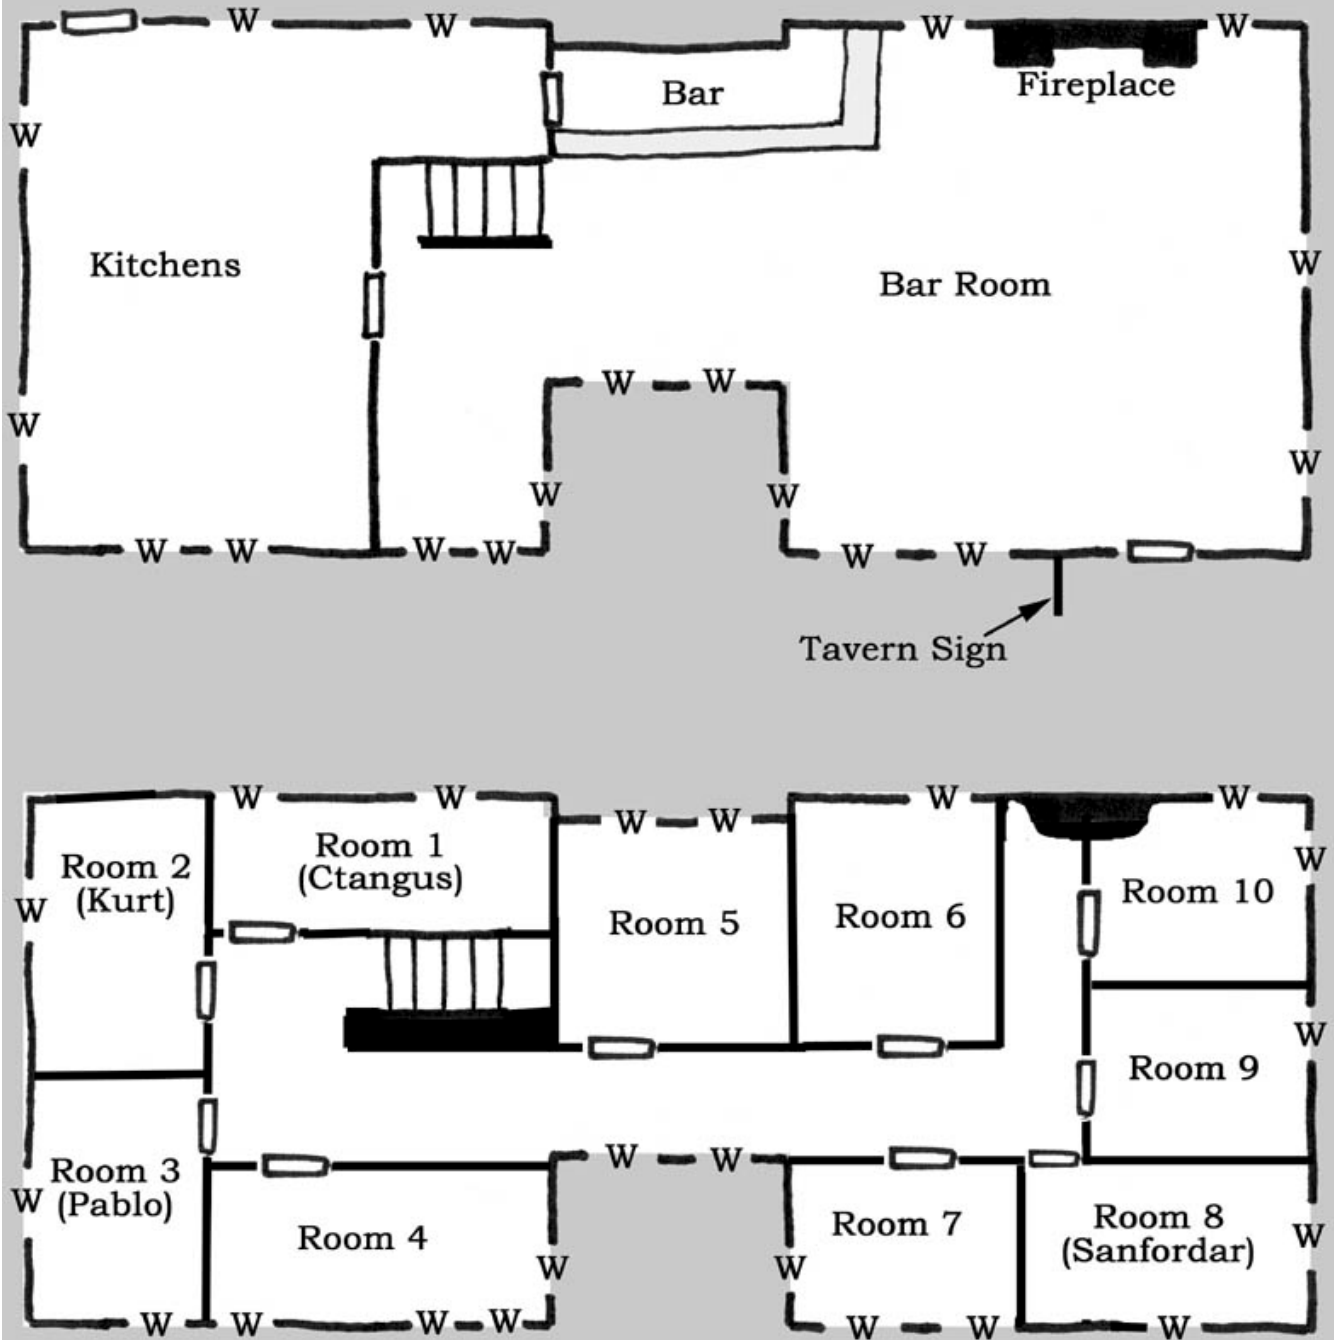 W W W W
W
Bar
Fireplace
Kitchens
Bar Room
W
W W
W
W
W W
W W W W W W
Tavern Sign
W W W W W W
Room 1
(Ctangus)
Room 2
(Kurt)
W
Room 10
W
Room 5
Room 6
W
Room 9
W W
Room 3
(Pablo)
W
Room 4
Room 7
Room 8
(Sanfordar)
W
W W
W W W W W W W